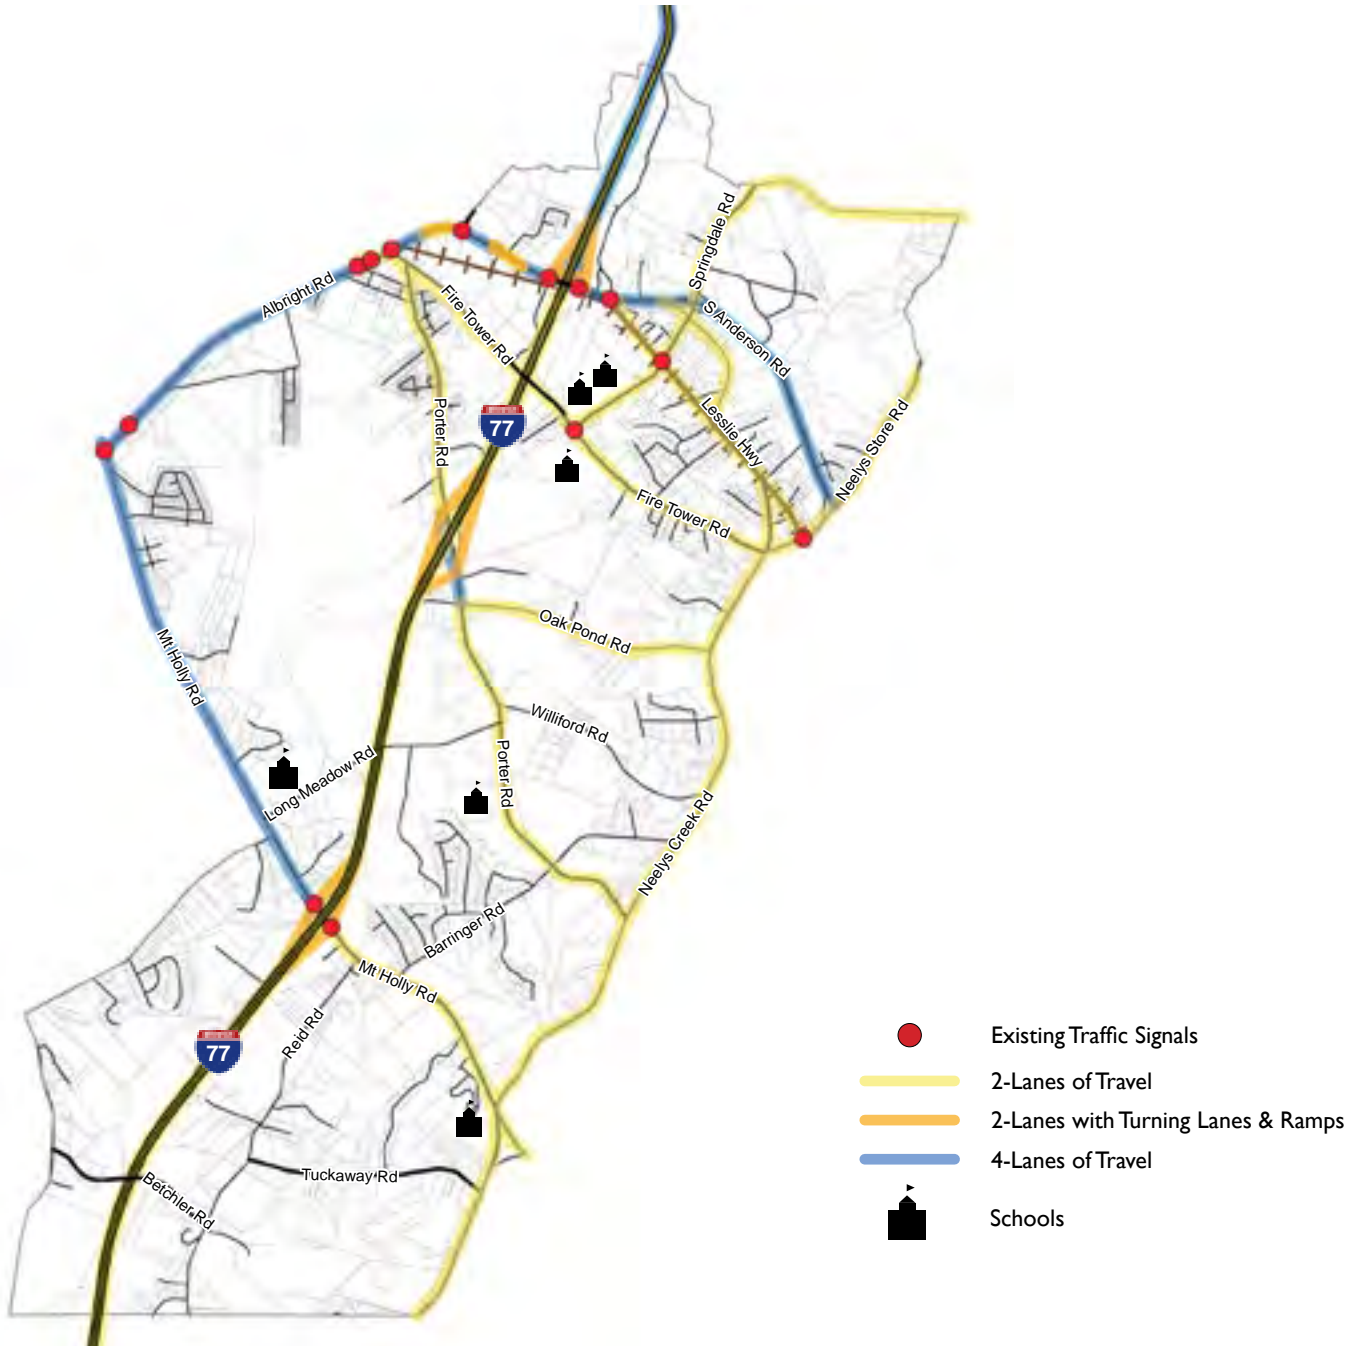 Springdale Rd
Albright Rd
Fire Tower Rd
S Anderson Rd
Porter Rd
77
Lesslie Hwy
Neelys Store Rd
Fire Tower Rd
Oak Pond Rd
Mt Holly Rd
Williford Rd
Long Meadow Rd
Porter Rd
Neelys Creek Rd
Barringer Rd
Mt Holly Rd
Reid Rd
77
Tuckaway Rd
Betchler Rd
Existing Traffic Signals
2-Lanes of Travel
2-Lanes with Turning Lanes & Ramps
4-Lanes of Travel
Schools